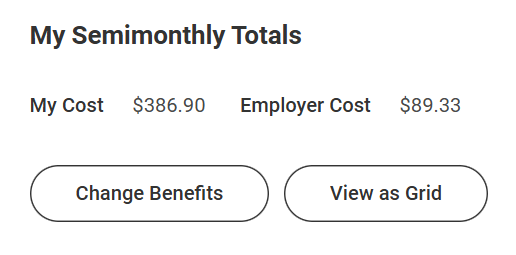 My Semimonthly Totals
My Cost $386.90 Employer Cost $89.33
Change Benefits View as Grid